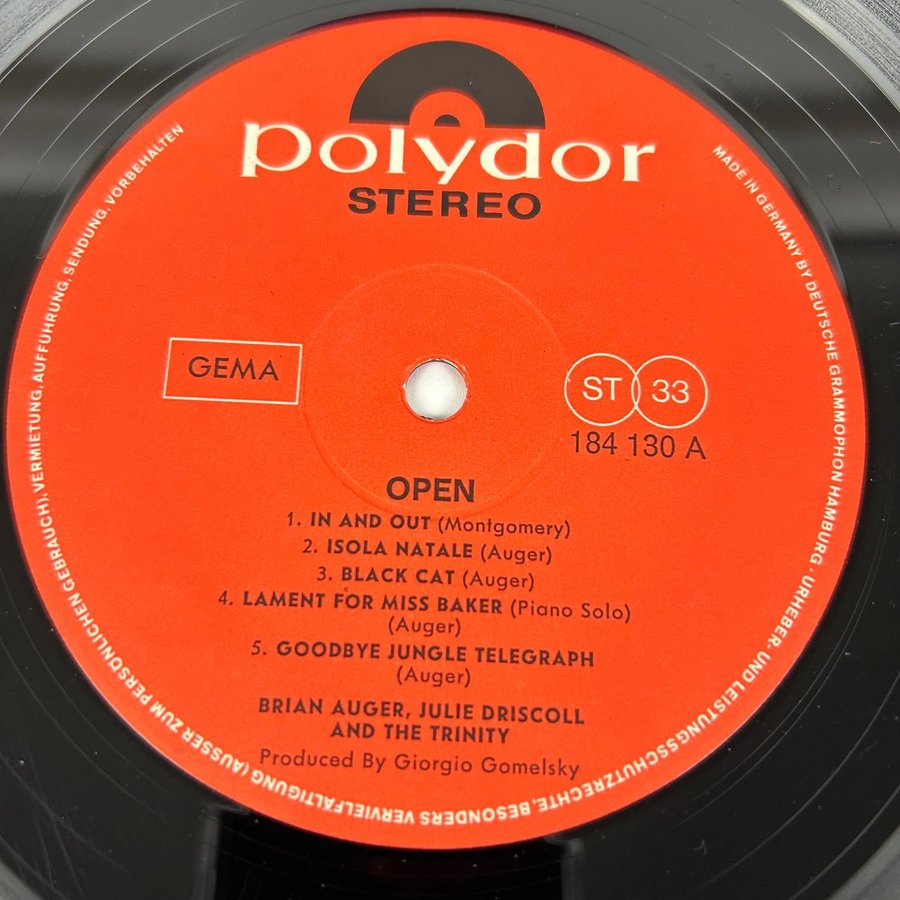 polydor
STEREO
GEMA
ST 33
184 130 A
OPEN
1. IN AND OUT (Montgomery)
2. ISOLA NATALE (Auger)
3. BLACK CAT (Auger)
4. LAMENT FOR MISS BAKER (Piano Solo)
(Auger)
5. GOODBYE JUNGLE TELEGRAPH
(Auger)
BRIAN AUGER, JULIE DRISCOLL
AND THE TRINITY
Produced By Giorgio Gomelsky
MADE IN GERMANY BY DEUTSCHE GRAMMOPHON HAMBURG · URHEBER- UND LEISTUNGSSCHUTZRECHTE, BESONDERS VERVIELFÄLTIGUNG (AUSSER ZUM PERSÖNLICHEN GEBRAUCH), VERMIETUNG, AUFFÜHRUNG, SENDUNG, VORBEHALTEN